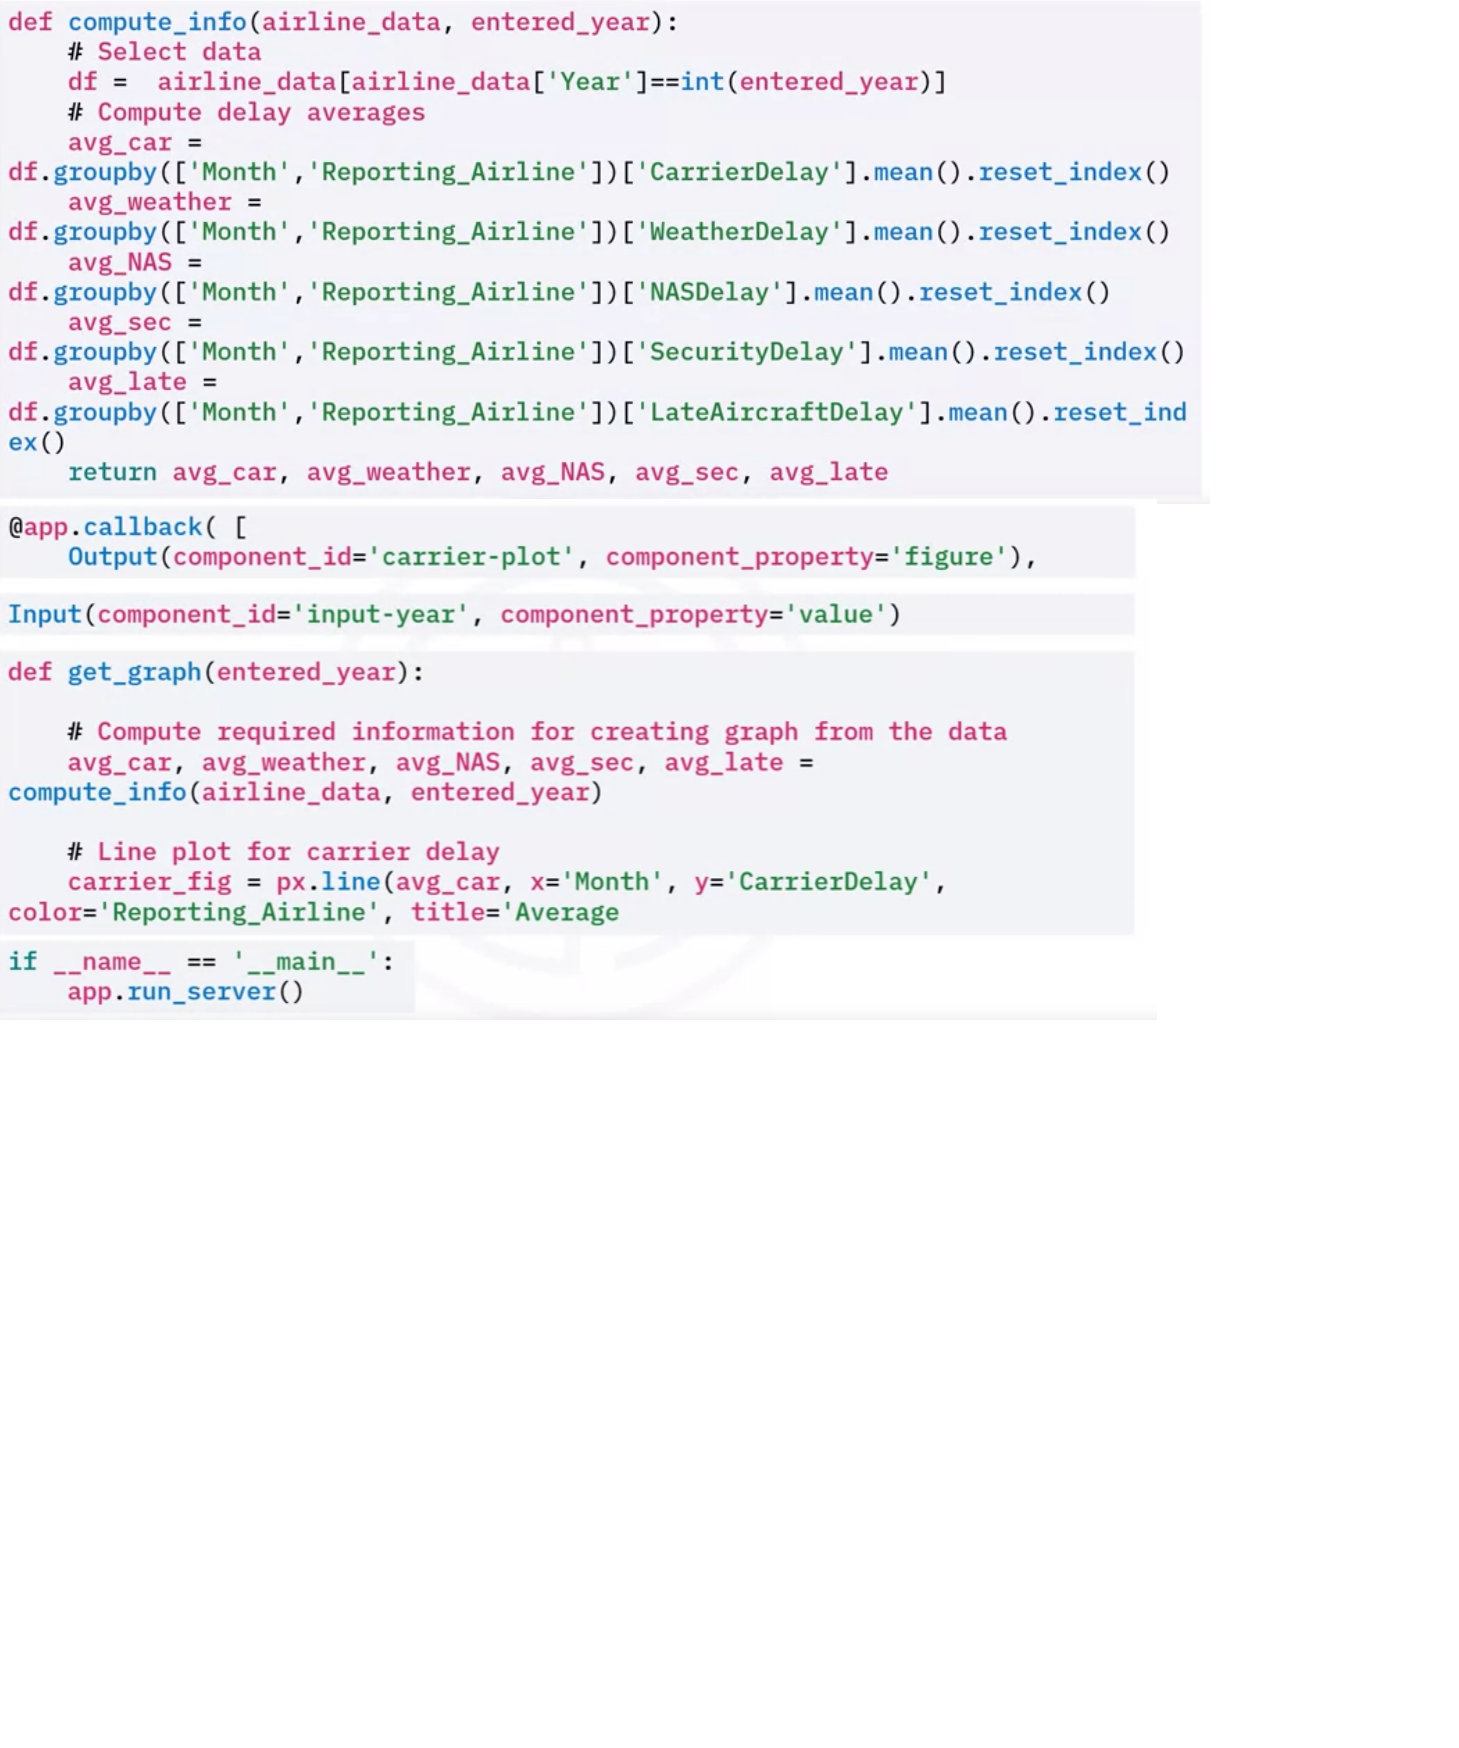 def compute_info(airline_data, entered_year):
    # Select data
    df =  airline_data[airline_data['Year']==int(entered_year)]
    # Compute delay averages
    avg_car =
df.groupby(['Month','Reporting_Airline'])['CarrierDelay'].mean().reset_index()
    avg_weather =
df.groupby(['Month','Reporting_Airline'])['WeatherDelay'].mean().reset_index()
    avg_NAS =
df.groupby(['Month','Reporting_Airline'])['NASDelay'].mean().reset_index()
    avg_sec =
df.groupby(['Month','Reporting_Airline'])['SecurityDelay'].mean().reset_index()
    avg_late =
df.groupby(['Month','Reporting_Airline'])['LateAircraftDelay'].mean().reset_ind
ex()
    return avg_car, avg_weather, avg_NAS, avg_sec, avg_late
@app.callback( [
    Output(component_id='carrier-plot', component_property='figure'),
Input(component_id='input-year', component_property='value')
def get_graph(entered_year):
    # Compute required information for creating graph from the data
    avg_car, avg_weather, avg_NAS, avg_sec, avg_late =
compute_info(airline_data, entered_year)
    # Line plot for carrier delay
    carrier_fig = px.line(avg_car, x='Month', y='CarrierDelay',
color='Reporting_Airline', title='Average
if __name__ == '__main__':
    app.run_server()